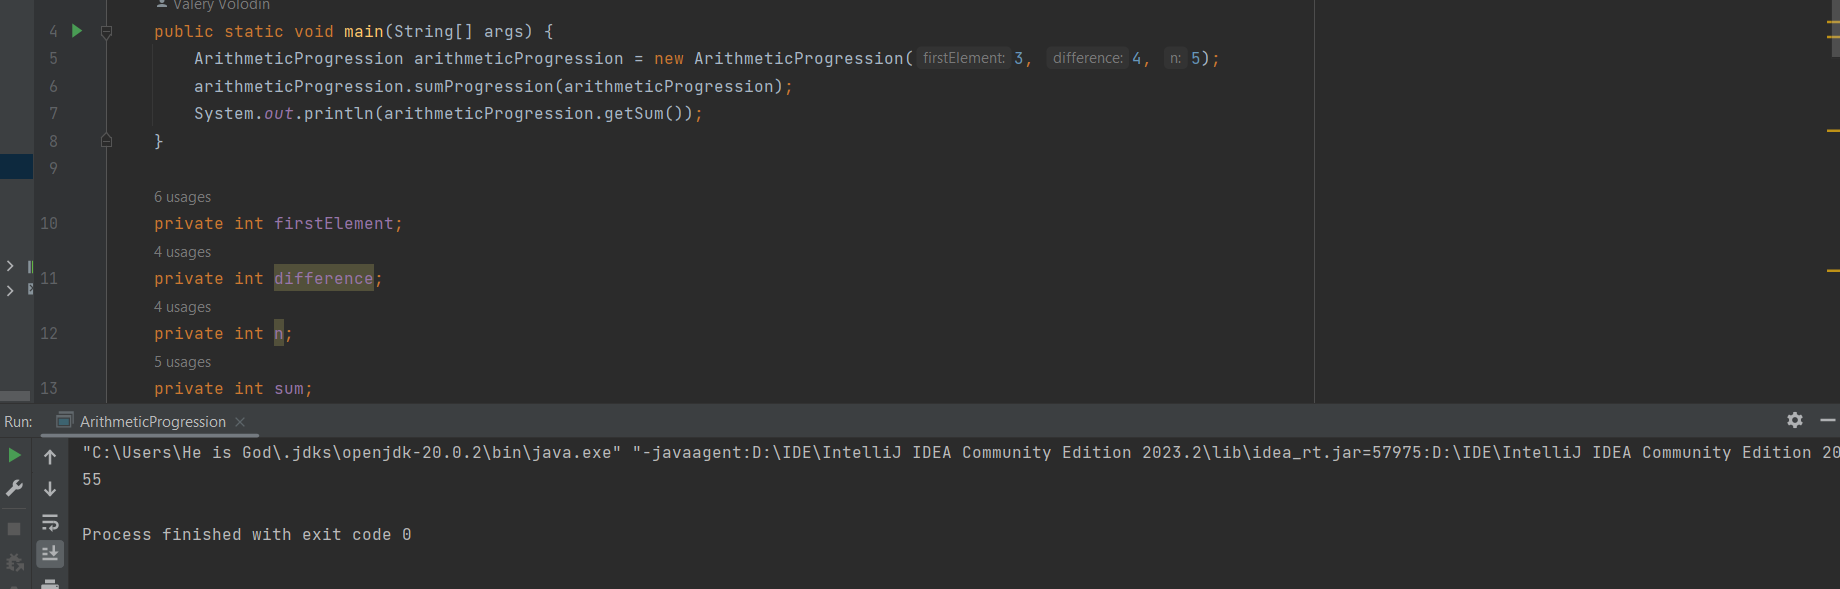 Valery Volodin
4 public static void main(String[] args) {
5 ArithmeticProgression arithmeticProgression = new ArithmeticProgression( firstElement: 3, difference: 4, n: 5);
6 arithmeticProgression.sumProgression(arithmeticProgression);
7 System.out.println(arithmeticProgression.getSum());
8 }
9
6 usages
10 private int firstElement;
4 usages
11 private int difference;
4 usages
12 private int n;
5 usages
13 private int sum;
Run: ArithmeticProgression
"C:\Users\He is God\.jdks\openjdk-20.0.2\bin\java.exe" "-javaagent:D:\IDE\IntelliJ IDEA Community Edition 2023.2\lib\idea_rt.jar=57975:D:\IDE\IntelliJ IDEA Community Edition 20
55
Process finished with exit code 0